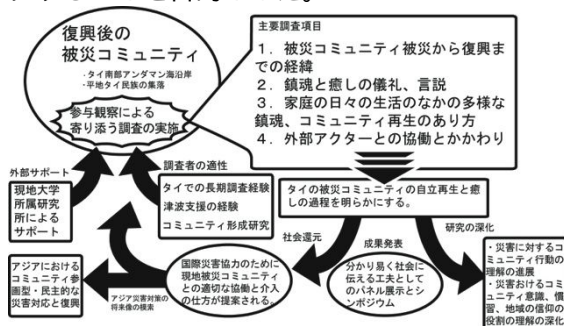 復興後の
被災コミュニティ
・タイ南部アンダマン海沿岸
・平地タイ民族の集落
参与観察による
寄り添う調査の実施
主要調査項目
１．被災コミュニティ被災から復興ま
での経緯
２．鎮魂と癒しの儀礼、言説
３．家庭の日々の生活のなかの多様な
鎮魂、コミュニティ再生のあり方
４．外部アクターとの協働とかかわり
外部サポート
現地大学
所属研究
所による
サポート
調査者の適性
タイでの長期調査経験
津波支援の経験
コミュニティ形成研究
タイの被災コミュニティの自立再生と癒
しの過程を明らかにする。
社会還元
成果発表
研究の深化
アジアにおける
コミュニティ参
画型・民主的な
災害対応と復興
アジア災害対策の
将来像の模索
国際災害協力のために
現地被災コミュニティ
との適切な協働と介入
の仕方が提案される。
分かり易く社会に
伝える工夫として
のパネル展示とシ
ンポジウム
・災害に対するコ
ミュニティ行動の
理解の進展
・災害おけるコミ
ュニティ意識、慣
習、地域の信仰の
役割の理解の深化